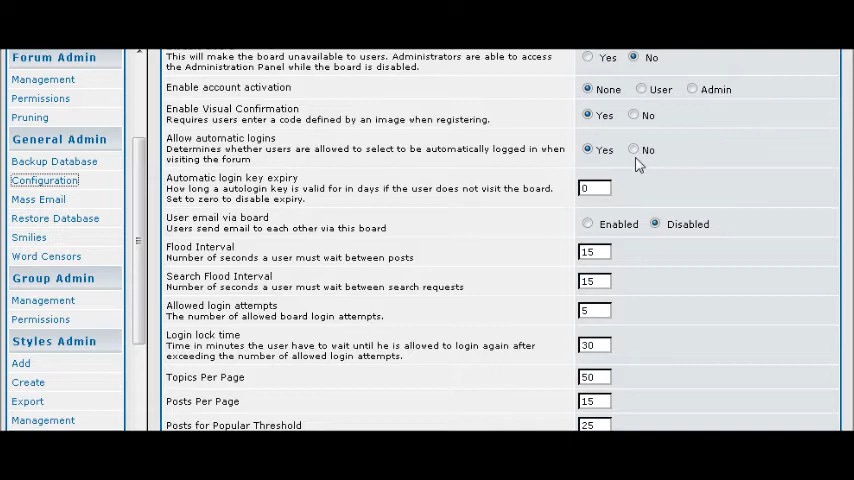 Forum Admin
Management
Permissions
Pruning
General Admin
Backup Database
Configuration
Mass Email
Restore Database
Smilies
Word Censors
Group Admin
Management
Permissions
Styles Admin
Add
Create
Export
Management
This will make the board unavailable to users. Administrators are able to access
the Administration Panel while the board is disabled.
Yes No
Enable account activation
None User Admin
Enable Visual Confirmation
Requires users enter a code defined by an image when registering.
Yes No
Allow automatic logins
Determines whether users are allowed to select to be automatically logged in when
visiting the forum
Yes No
Automatic login key expiry
How long a autologin key is valid for in days if the user does not visit the board.
Set to zero to disable expiry.
0
User email via board
Users send email to each other via this board
Enabled Disabled
Flood Interval
Number of seconds a user must wait between posts
15
Search Flood Interval
Number of seconds a user must wait between search requests
15
Allowed login attempts
The number of allowed board login attempts.
5
Login lock time
Time in minutes the user have to wait until he is allowed to login again after
exceeding the number of allowed login attempts.
30
Topics Per Page
50
Posts Per Page
15
Posts for Popular Threshold
25